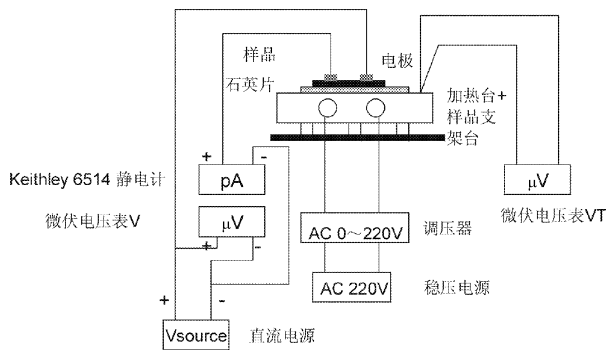 样品
电极
石英片
加热台+
样品支
架台
+
-
Keithley 6514 静电计
pA
μV
微伏电压表V
μV
+
-
微伏电压表VT
AC 0～220V
调压器
AC 220V
稳压电源
+
-
Vsource
直流电源